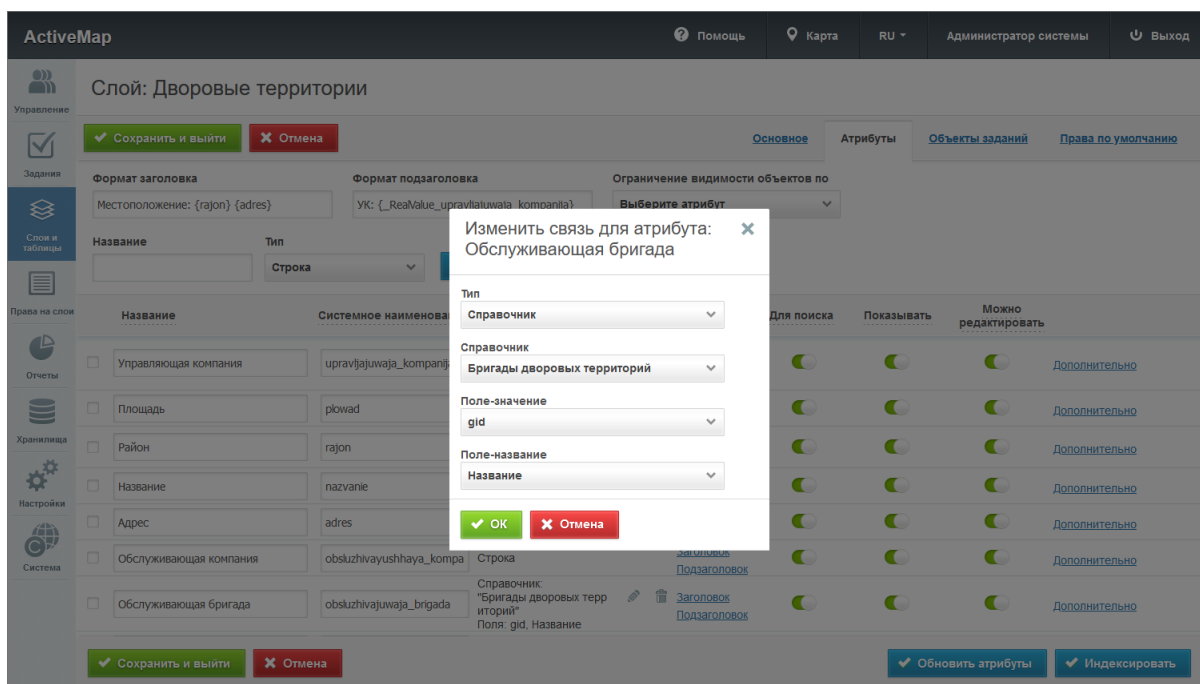 ActiveMap
Помощь
Карта
RU
Администратор системы
Выход
Управление
Задания
Слои и таблицы
Права на слои
Отчеты
Хранилища
Настройки
Система
Слой: Дворовые территории
Сохранить и выйти
Отмена
Основное
Атрибуты
Объекты заданий
Права по умолчанию
Формат заголовка
Формат подзаголовка
Ограничение видимости объектов по
Местоположение: {rajon} {adres}
УК: {_RealValue_upravljajuwaja_kompanija}
Выберите атрибут
Название
Тип
Строка
Изменить связь для атрибута:
Обслуживающая бригада
Тип
Справочник
Справочник
Бригады дворовых территорий
Поле-значение
gid
Поле-название
Название
ОК
Отмена
Название
Системное наименова
Для поиска
Показывать
Можно
редактировать
Управляющая компания
upravljajuwaja_kompanij
Дополнительно
Площадь
plowad
Дополнительно
Район
rajon
Дополнительно
Название
nazvanie
Дополнительно
Адрес
adres
Дополнительно
Обслуживающая компания
obsluzhivayushhaya_kompa
Строка
Заголовок
Подзаголовок
Дополнительно
Обслуживающая бригада
obsluzhivajuwaja_brigada
Справочник:
"Бригады дворовых терр
иторий"
Поля: gid, Название
Заголовок
Подзаголовок
Дополнительно
Сохранить и выйти
Отмена
Обновить атрибуты
Индексировать